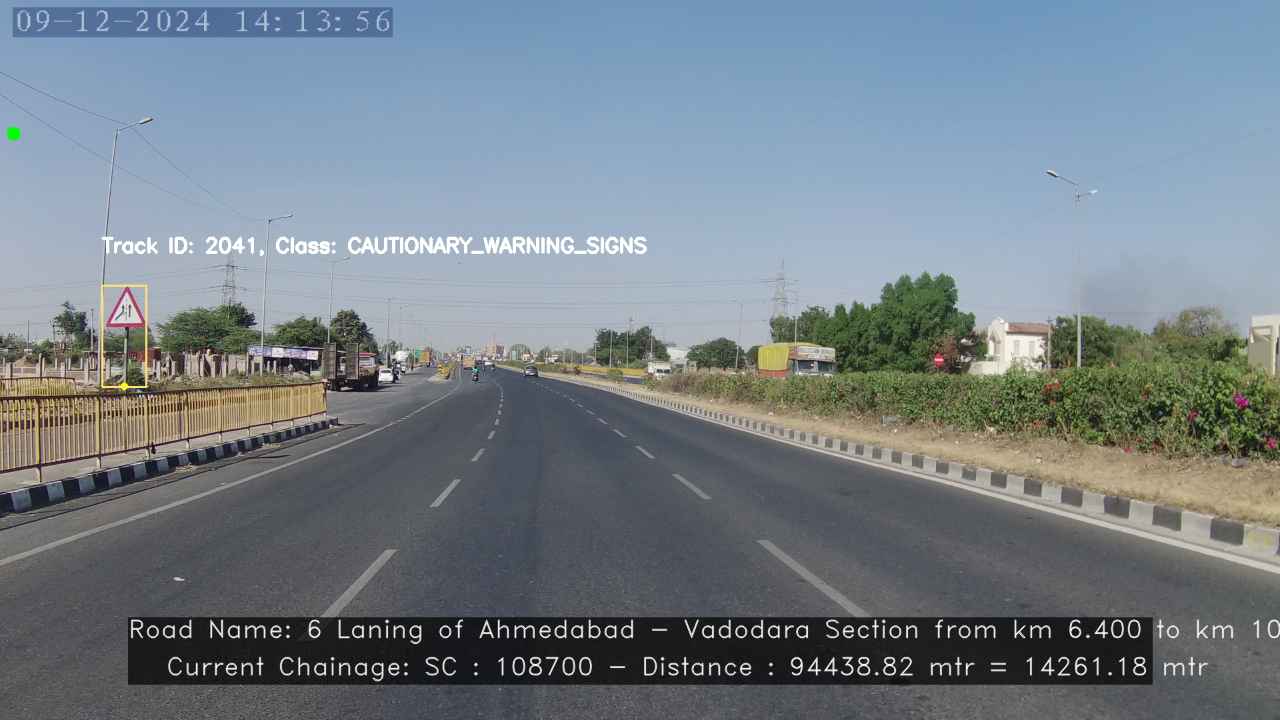 09-12-2024 14:13:56
Track ID: 2041, Class: CAUTIONARY_WARNING_SIGNS
Road Name: 6 Laning of Ahmedabad - Vadodara Section from km 6.400 to km 10
Current Chainage: SC : 108700 - Distance : 94438.82 mtr = 14261.18 mtr